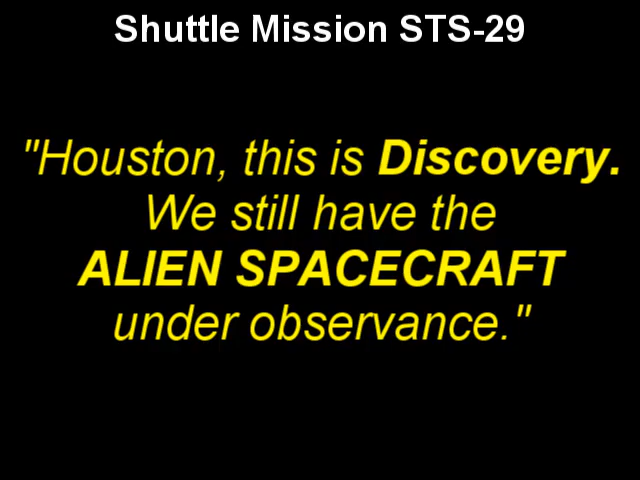 Shuttle Mission STS-29
"Houston, this is Discovery.
We still have the
ALIEN SPACECRAFT
under observance."